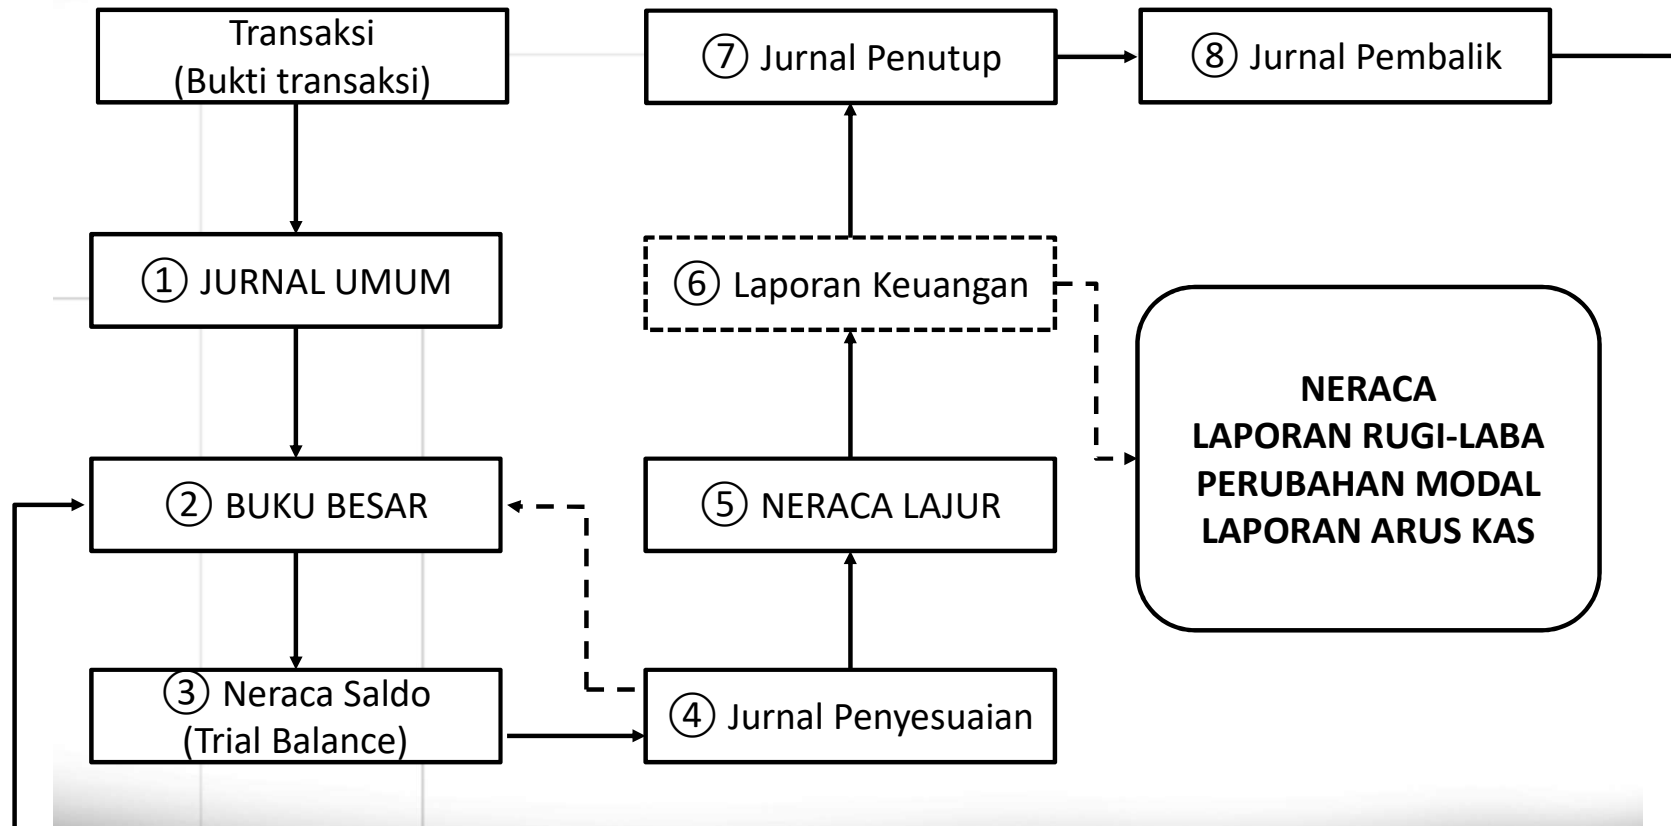 Transaksi
(Bukti transaksi)
① JURNAL UMUM
② BUKU BESAR
③ Neraca Saldo
(Trial Balance)
④ Jurnal Penyesuaian
⑤ NERACA LAJUR
⑥ Laporan Keuangan
⑦ Jurnal Penutup
⑧ Jurnal Pembalik
NERACA
LAPORAN RUGI-LABA
PERUBAHAN MODAL
LAPORAN ARUS KAS